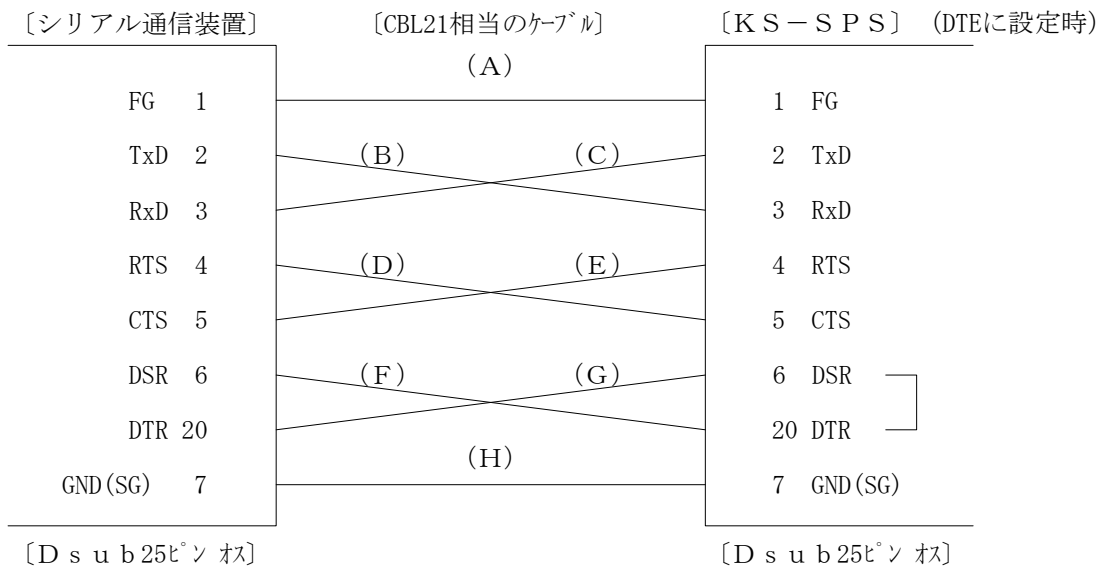 〔シリアル通信装置〕 〔CBL21相当のケーブル〕 〔KS-SPS〕 (DTEに設定時)
(A)
FG 1 1 FG
TxD 2 (B) (C) 2 TxD
RxD 3 3 RxD
RTS 4 (D) (E) 4 RTS
CTS 5 5 CTS
DSR 6 (F) (G) 6 DSR
DTR 20 20 DTR
(H)
GND(SG) 7 7 GND(SG)
〔Dsub25ピン オス〕 〔Dsub25ピン オス〕